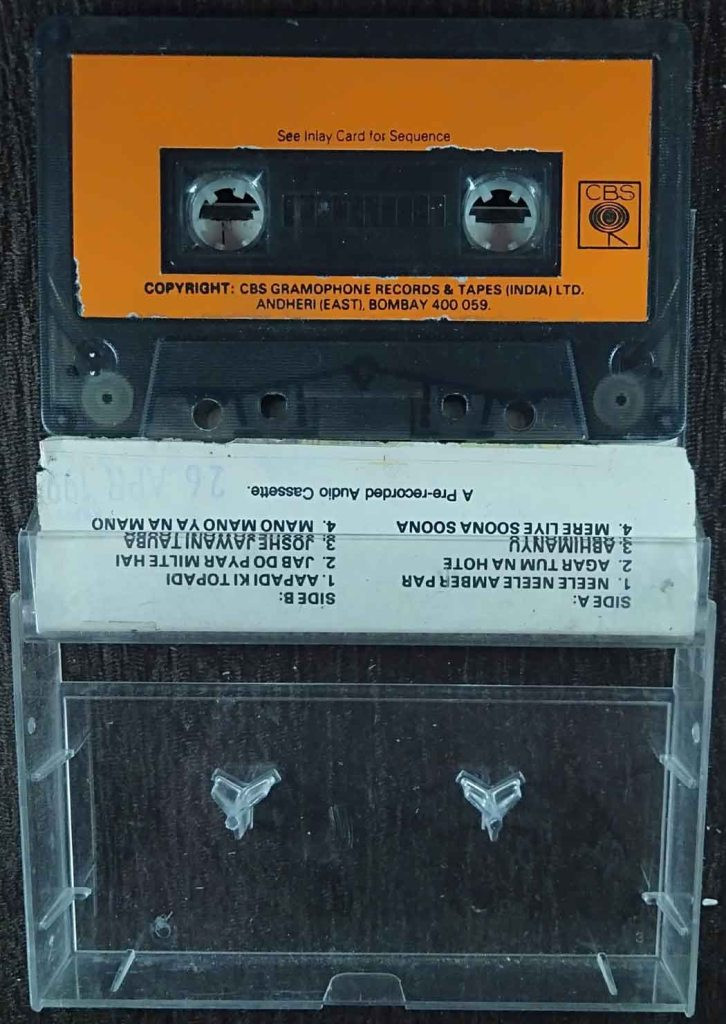 See Inlay Card for Sequence
CBS
COPYRIGHT: CBS GRAMOPHONE RECORDS & TAPES (INDIA) LTD.
ANDHERI (EAST), BOMBAY 400 059.
SIDE A:
1. NEELE NEELE AMBER PAR
2. AGAR TUM NA HOTE
3. ABHIMANYU
4. MERE LIYE SOONA SOONA
SIDE B:
1. AAPADI KI TOPADI
2. JAB DO PYAR MILTE HAI
3. JOSHE JAWANI TAUBA
4. MANO MANO YA NA MANO
A Pre-recorded Audio Cassette.
26 APR